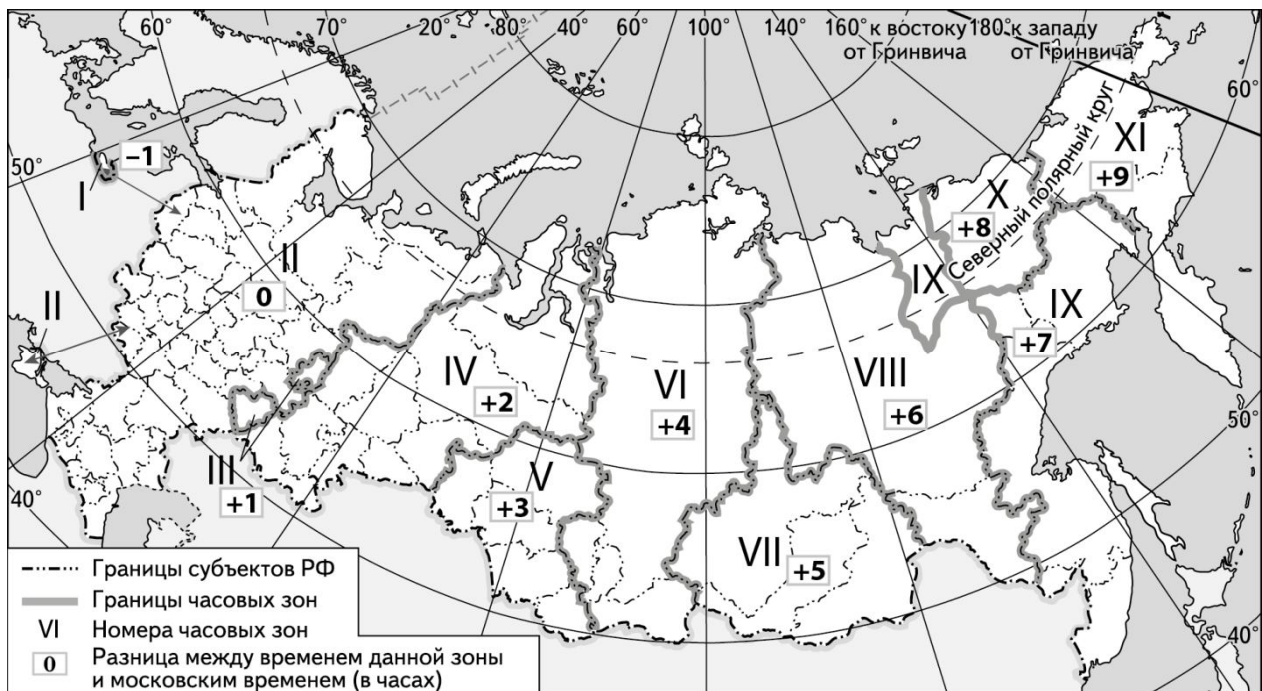 60° 70° 20° 80° 40° 60° 80° 100° 120° 140° 160° к востоку 180° к западу
от Гринвича от Гринвича
60°
50°
–1
I
XI
+9
Северный полярный круг
X
+8
II
0
IX
II
IX
+7
IV
+2
VI
+4
VIII
+6
50°
III
+1
V
+3
VII
+5
40°
40°
Границы субъектов РФ
Границы часовых зон
VI Номера часовых зон
0 Разница между временем данной зоны
и московским временем (в часах)